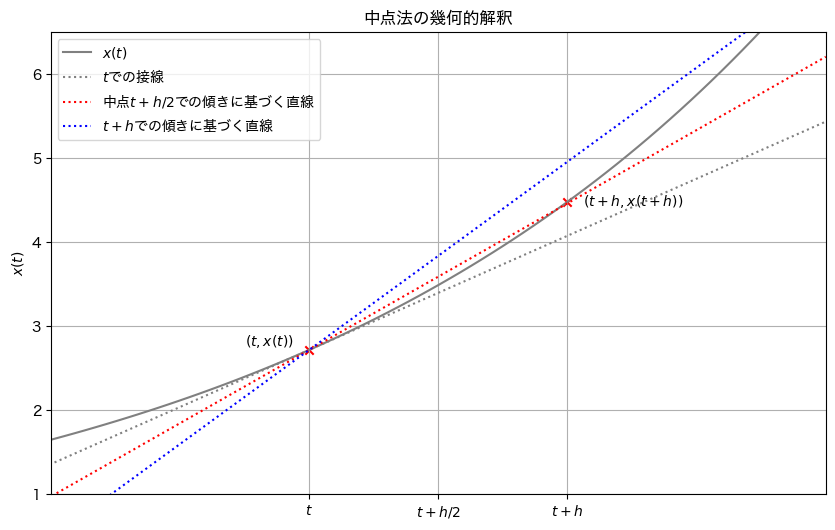 中点法の幾何的解釈
x(t)
tでの接線
中点t + h/2での傾きに基づく直線
t + hでの傾きに基づく直線
6
5
4
3
2
1
x(t)
(t, x(t))
(t + h, x(t + h))
t
t + h/2
t + h